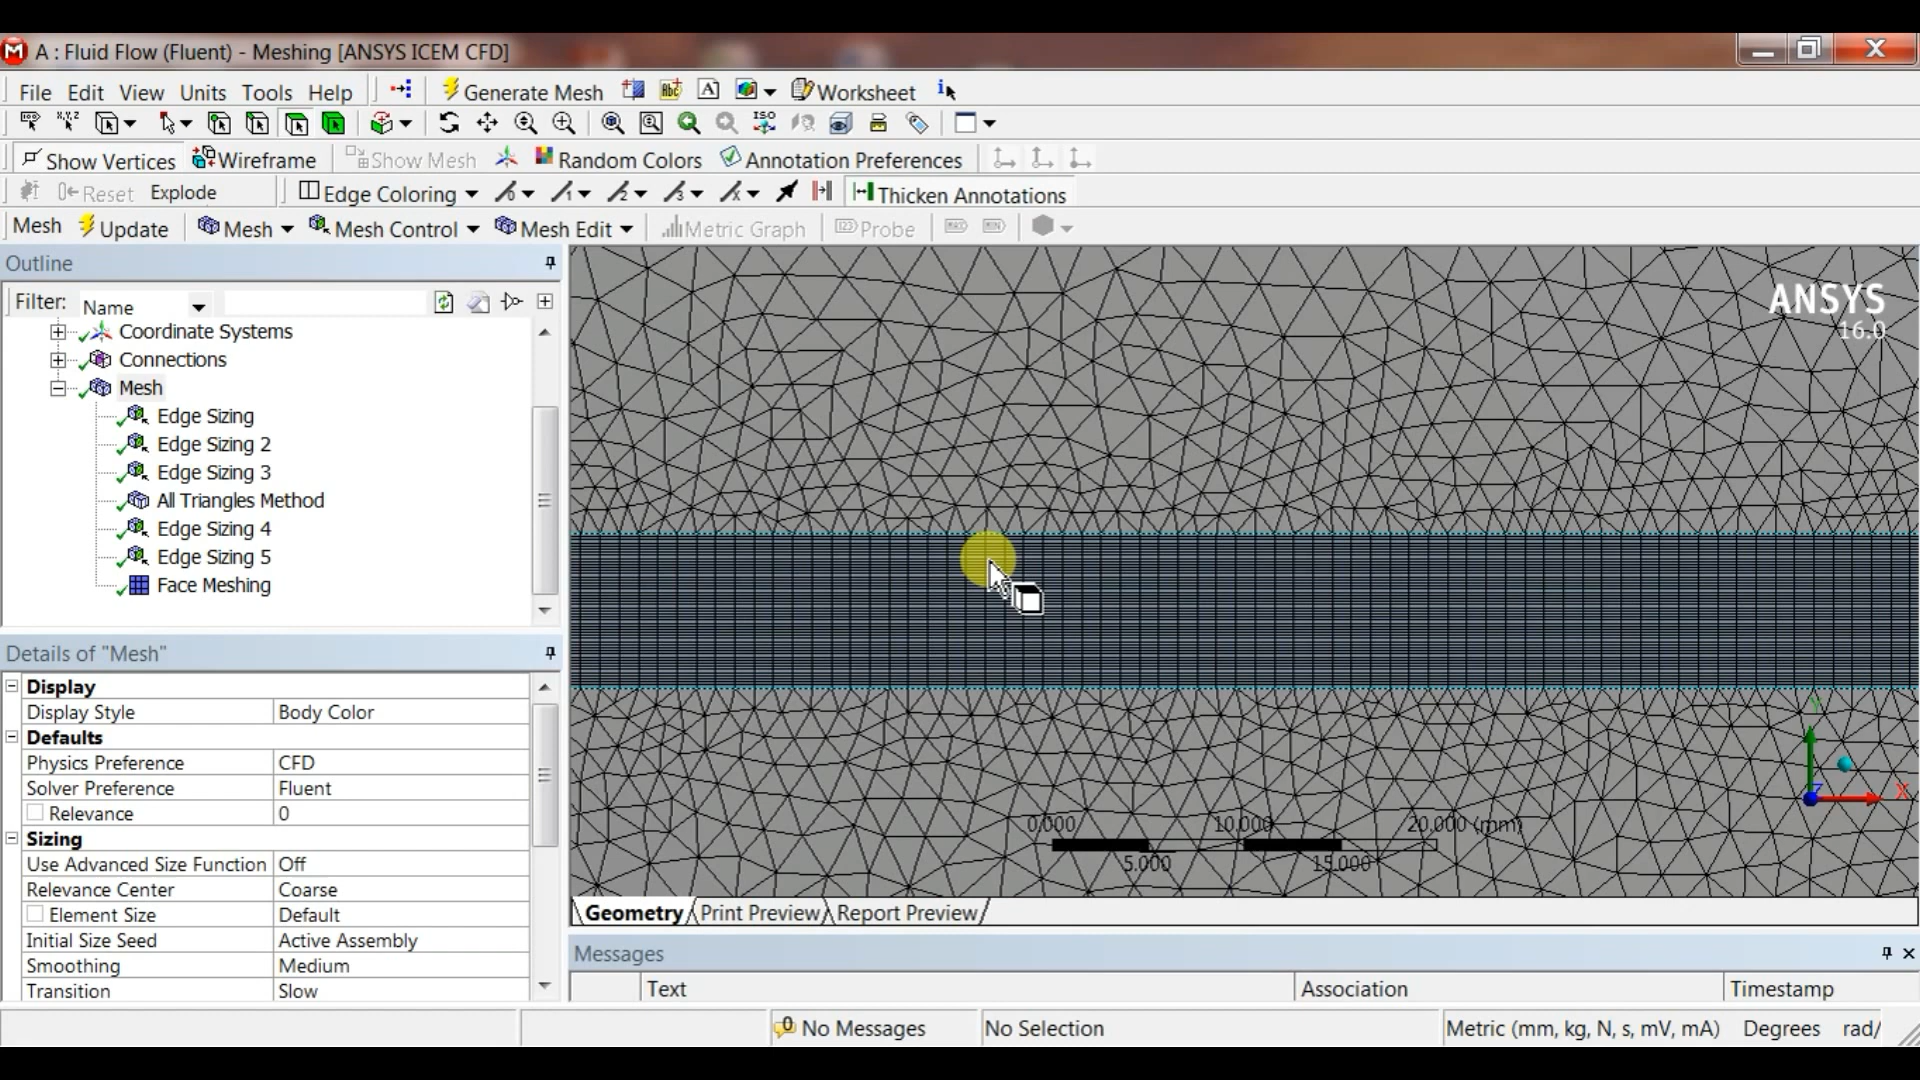 A : Fluid Flow (Fluent) - Meshing [ANSYS ICEM CFD]
File Edit View Units Tools Help Generate Mesh Worksheet
Show Vertices Wireframe Show Mesh Random Colors Annotation Preferences
Reset Explode Edge Coloring Thicken Annotations
Mesh Update Mesh Mesh Control Mesh Edit Metric Graph Probe
Outline
Filter: Name
Coordinate Systems
Connections
Mesh
Edge Sizing
Edge Sizing 2
Edge Sizing 3
All Triangles Method
Edge Sizing 4
Edge Sizing 5
Face Meshing
Details of "Mesh"
Display
Display Style Body Color
Defaults
Physics Preference CFD
Solver Preference Fluent
Relevance 0
Sizing
Use Advanced Size Function Off
Relevance Center Coarse
Element Size Default
Initial Size Seed Active Assembly
Smoothing Medium
Transition Slow
ANSYS
16.0
Y
Z X
0.000 10.000 20.000 (mm)
5.000 15.000
Geometry Print Preview Report Preview
Messages
Text Association Timestamp
0 No Messages No Selection Metric (mm, kg, N, s, mV, mA) Degrees rad/